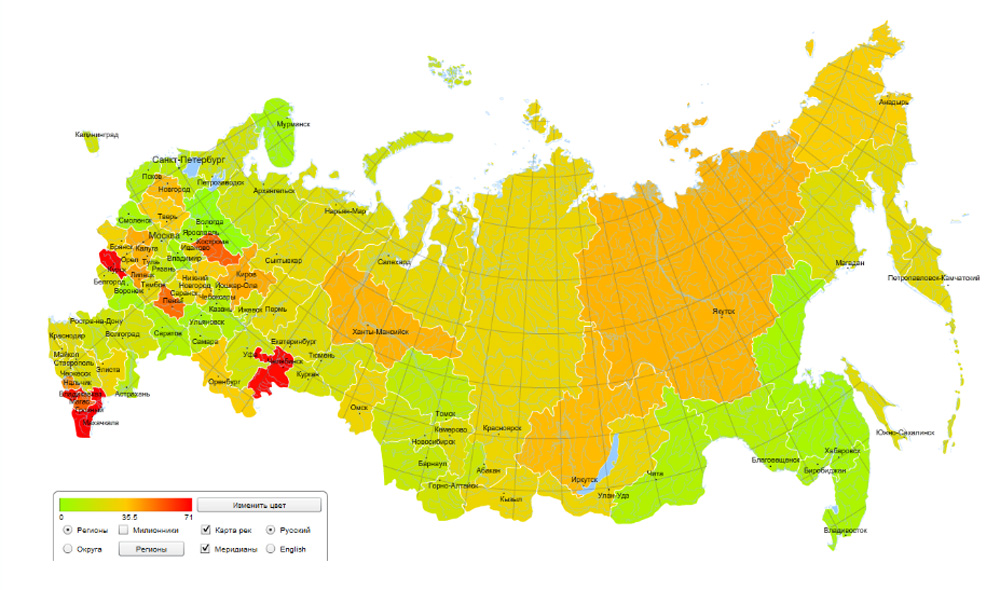 Анадырь
Мурманск
Калининград
Санкт-Петербург
Псков
Петрозаводск
Новгород
Архангельск
Нарьян-Мар
Смоленск
Тверь
Вологда
Москва
Ярославль
Кострома
Брянск
Калуга
Иваново
Сыктывкар
Салехард
Магадан
Орел
Тула
Владимир
Курск
Рязань
Киров
Петропавловск-Камчатский
Белгород
Липецк
Нижний
Новгород
Йошкар-Ола
Воронеж
Тамбов
Саранск
Чебоксары
Пенза
Казань
Ижевск
Якутск
Ростов-на-Дону
Ульяновск
Ханты-Мансийск
Краснодар
Волгоград
Саратов
Самара
Екатеринбург
Майкоп
Уфа
Тюмень
Ставрополь
Челябинск
Черкесск
Элиста
Курган
Нальчик
Оренбург
Астрахань
Омск
Томск
Махачкала
Кемерово
Красноярск
Южно-Сахалинск
Новосибирск
Хабаровск
Барнаул
Абакан
Благовещенск
Биробиджан
Чита
Горно-Алтайск
Иркутск
Кызыл
Улан-Удэ
Владивосток
0
35.5
71
Изменить цвет
Регионы
Милионники
Карта рек
Русский
Округа
Регионы
Меридианы
English